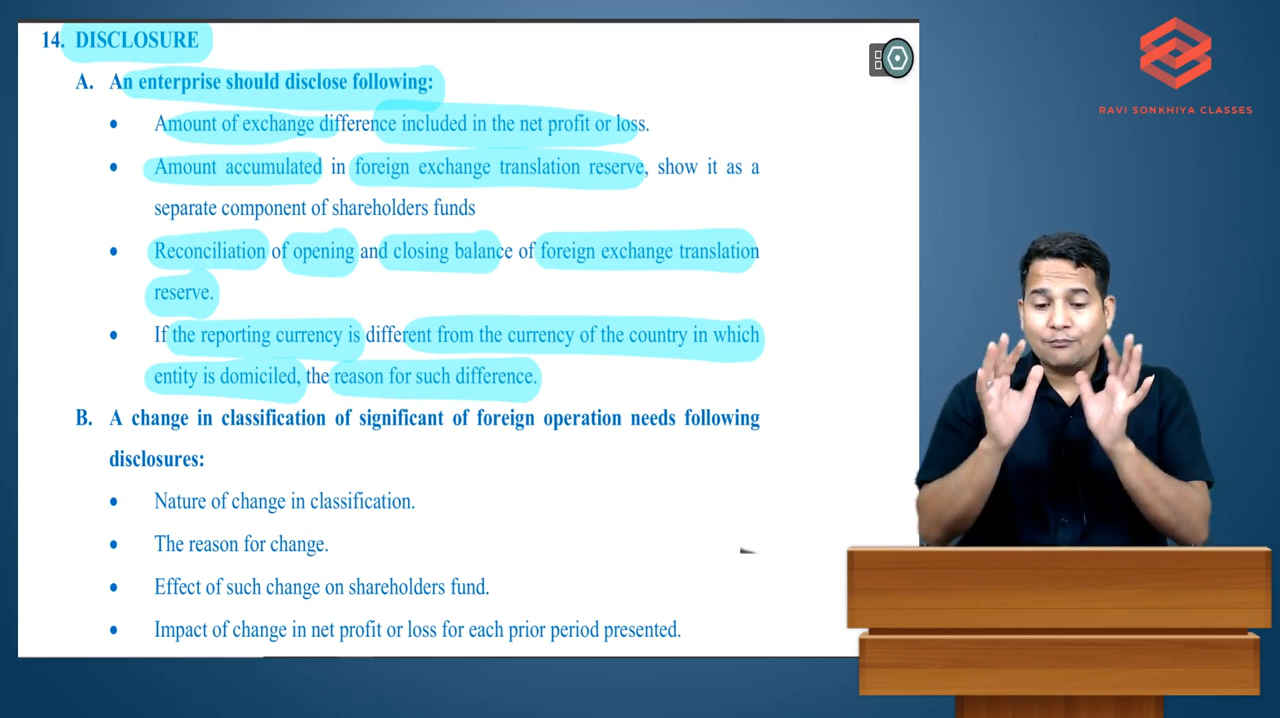 14. DISCLOSURE
A. An enterprise should disclose following:
• Amount of exchange difference included in the net profit or loss.
• Amount accumulated in foreign exchange translation reserve, show it as a
separate component of shareholders funds
• Reconciliation of opening and closing balance of foreign exchange translation
reserve.
• If the reporting currency is different from the currency of the country in which
entity is domiciled, the reason for such difference.
B. A change in classification of significant of foreign operation needs following
disclosures:
• Nature of change in classification.
• The reason for change.
• Effect of such change on shareholders fund.
• Impact of change in net profit or loss for each prior period presented.
RAVI SONKHIYA CLASSES